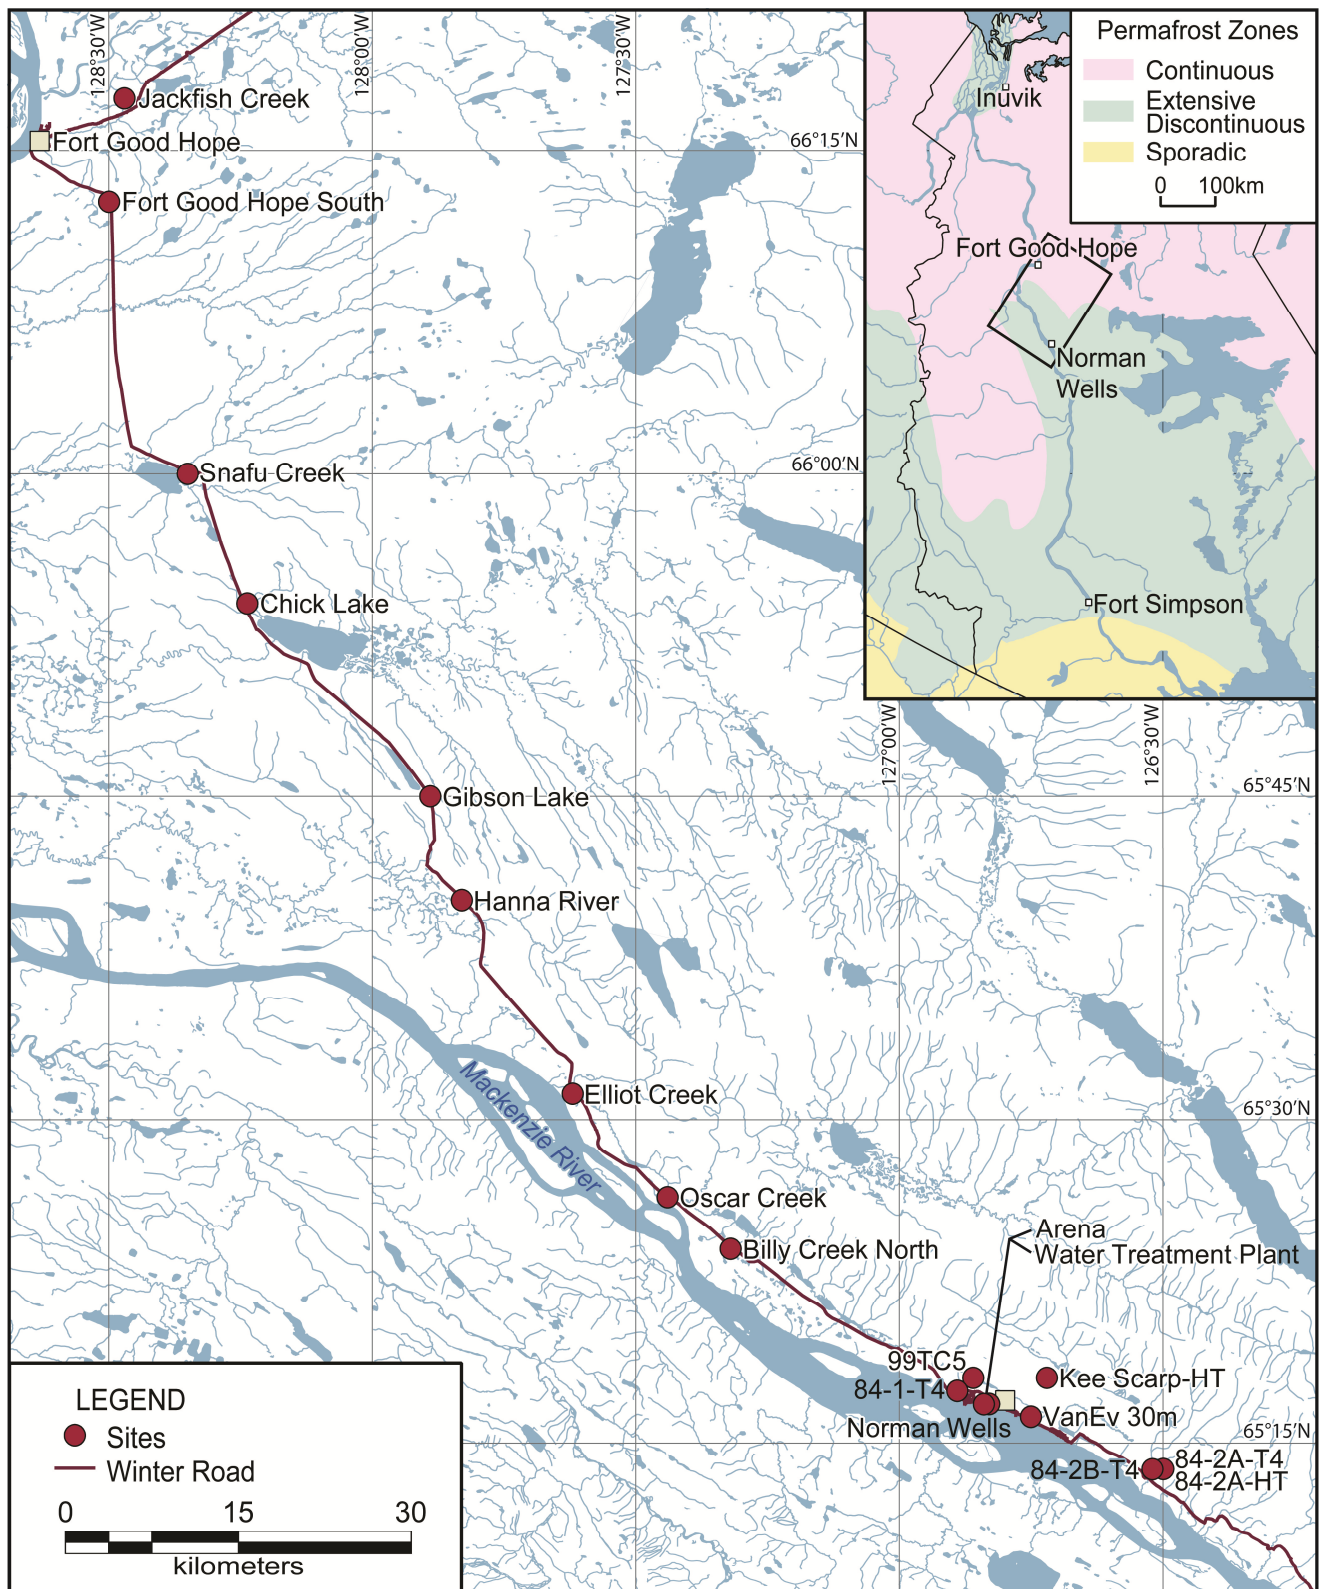 128°30'W
128°00'W
127°30'W
Permafrost Zones
Continuous
Extensive
Discontinuous
Sporadic
0 100km
Inuvik
Fort Good Hope
Norman
Wells
Fort Simpson
Jackfish Creek
Fort Good Hope
66°15'N
Fort Good Hope South
66°00'N
Snafu Creek
Chick Lake
127°00'W
126°30'W
65°45'N
Gibson Lake
Hanna River
Mackenzie River
Elliot Creek
65°30'N
Oscar Creek
Billy Creek North
Arena
Water Treatment Plant
99TC5
84-1-T4
Kee Scarp-HT
Norman Wells
VanEv 30m
65°15'N
84-2B-T4
84-2A-T4
84-2A-HT
LEGEND
Sites
Winter Road
0 15 30
kilometers